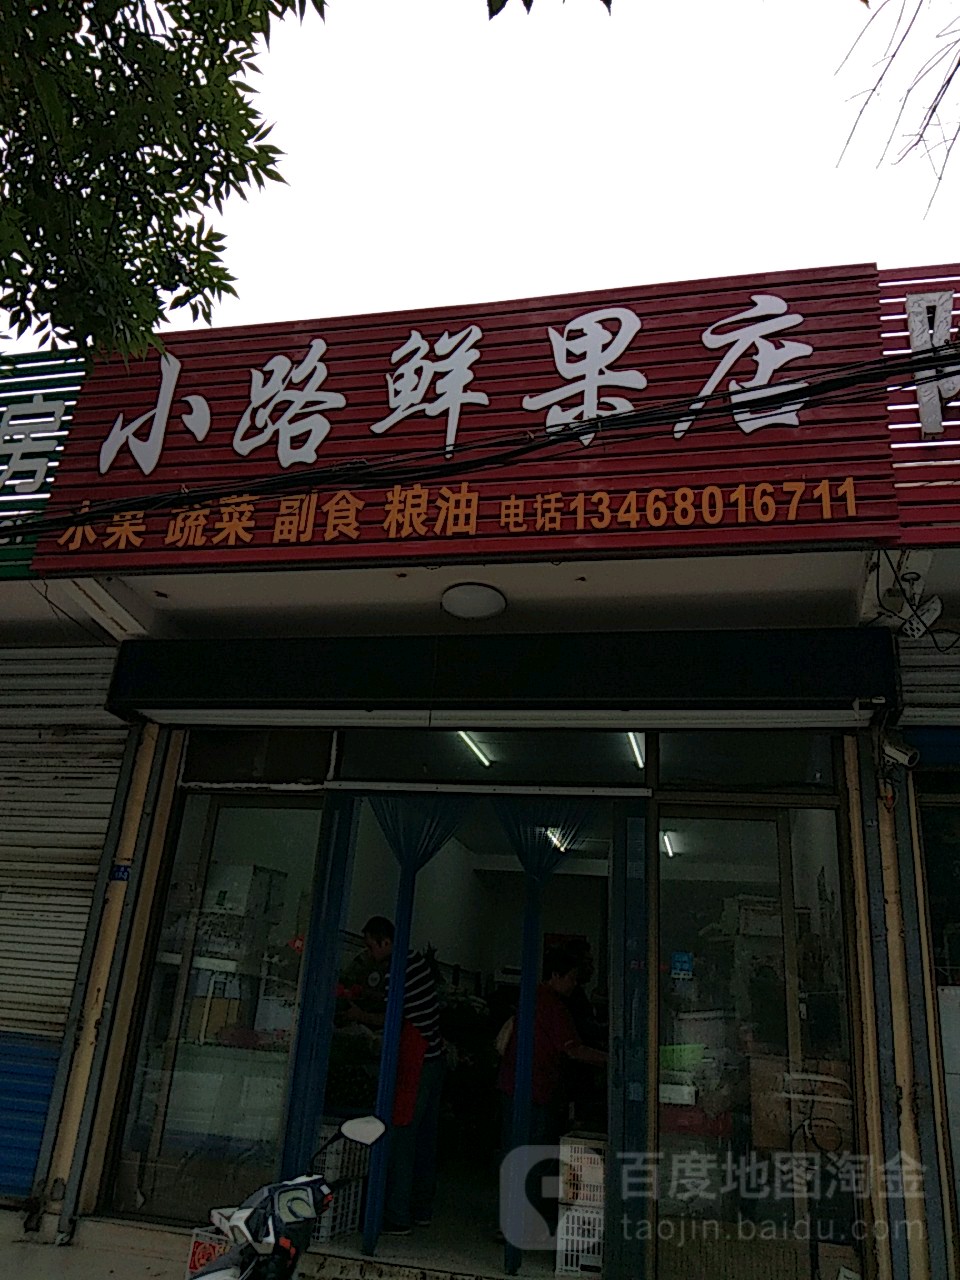 小路鲜果店
水果 蔬菜 副食 粮油 电话13468016711
房
百度地图淘金
taojin.baidu.com